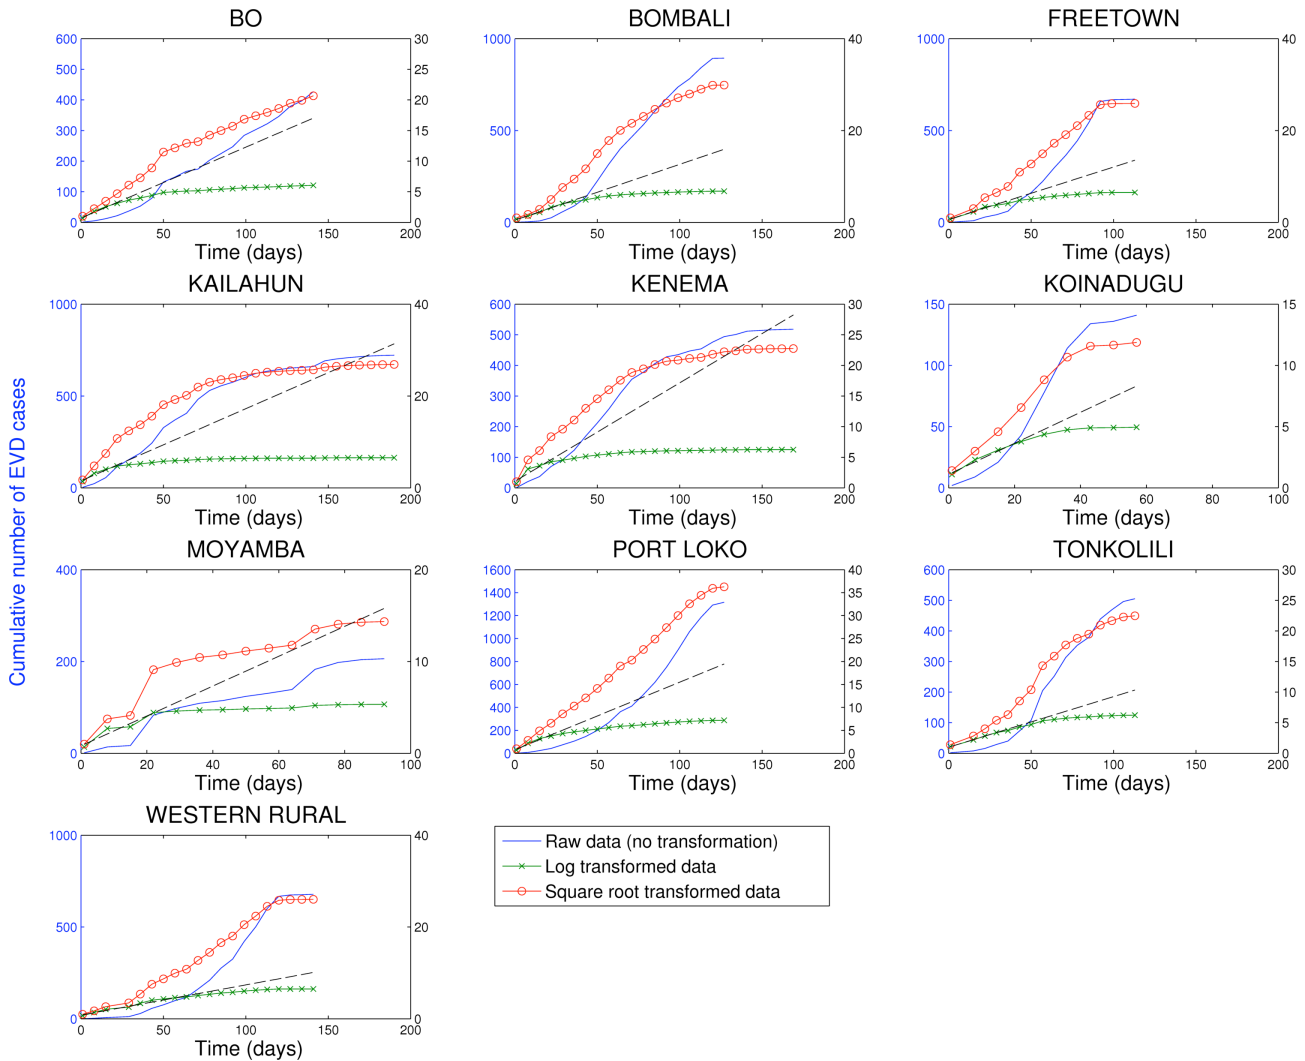 BO
BOMBALI
FREETOWN
600
500
400
300
200
100
0
30
25
20
15
10
5
0
0 50 100 150 200
Time (days)
1000
500
0
40
20
0
0 50 100 150 200
Time (days)
1000
500
0
40
20
0
0 50 100 150 200
Time (days)
Cumulative number of EVD cases
KAILAHUN
KENEMA
KOINADUGU
1000
500
0
40
20
0
0 50 100 150 200
Time (days)
600
500
400
300
200
100
0
30
25
20
15
10
5
0
0 50 100 150 200
Time (days)
150
100
50
0
15
10
5
0
0 20 40 60 80 100
Time (days)
MOYAMBA
PORT LOKO
TONKOLILI
400
200
0
20
10
0
0 20 40 60 80 100
Time (days)
1600
1400
1200
1000
800
600
400
200
0
40
35
30
25
20
15
10
5
0
0 50 100 150 200
Time (days)
600
500
400
300
200
100
0
30
25
20
15
10
5
0
0 50 100 150 200
Time (days)
WESTERN RURAL
1000
500
0
40
20
0
0 50 100 150 200
Time (days)
Raw data (no transformation)
Log transformed data
Square root transformed data